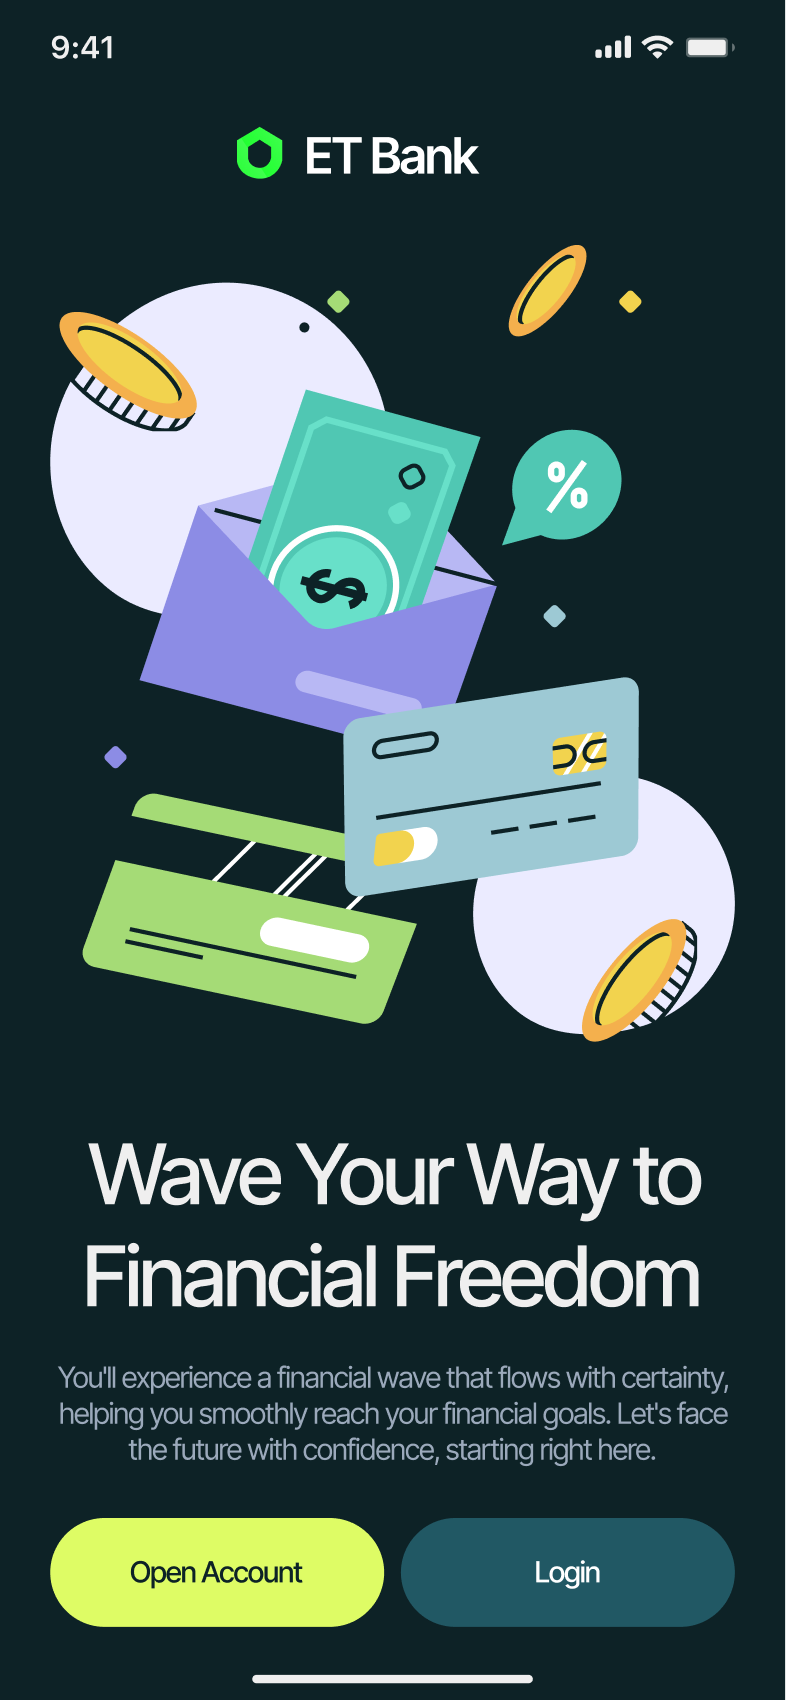 9:41
ET Bank
%
$
Wave Your Way to
Financial Freedom
You'll experience a financial wave that flows with certainty,
helping you smoothly reach your financial goals. Let's face
the future with confidence, starting right here.
Open Account
Login